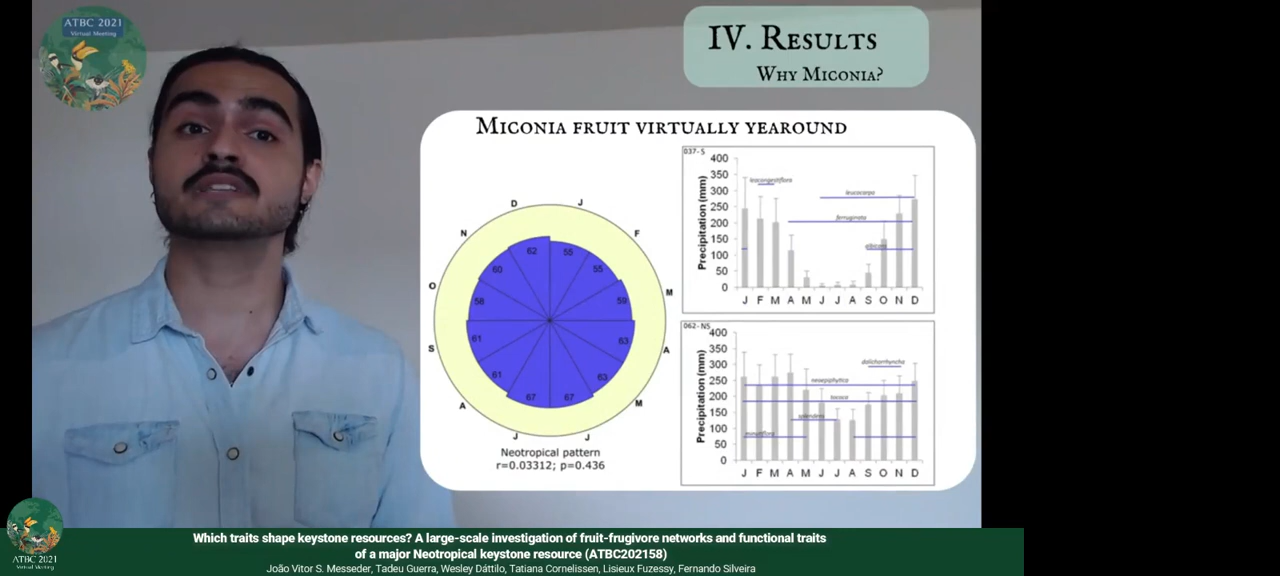 ATBC 2021
Virtual Meeting
IV. Results
Why Miconia?
Miconia fruit virtually yearound
D
J
F
M
A
M
J
J
A
S
O
N
62
55
55
59
63
63
67
67
61
61
58
60
Neotropical pattern
r=0.03312; p=0.436
037-S
Precipitation (mm)
400
350
300
250
200
150
100
50
0
leucocarpa
ferruginata
J F M A M J J A S O N D
062-NS
Precipitation (mm)
400
350
300
250
200
150
100
50
0
dolichorrhyncha
neoepiphytica
tococa
splendens
J F M A M J J A S O N D
ATBC 2021
Virtual Meeting
Which traits shape keystone resources? A large-scale investigation of fruit-frugivore networks and functional traits
of a major Neotropical keystone resource (ATBC202158)
João Vitor S. Messeder, Tadeu Guerra, Wesley Dáttilo, Tatiana Cornelissen, Lisieux Fuzessy, Fernando Silveira